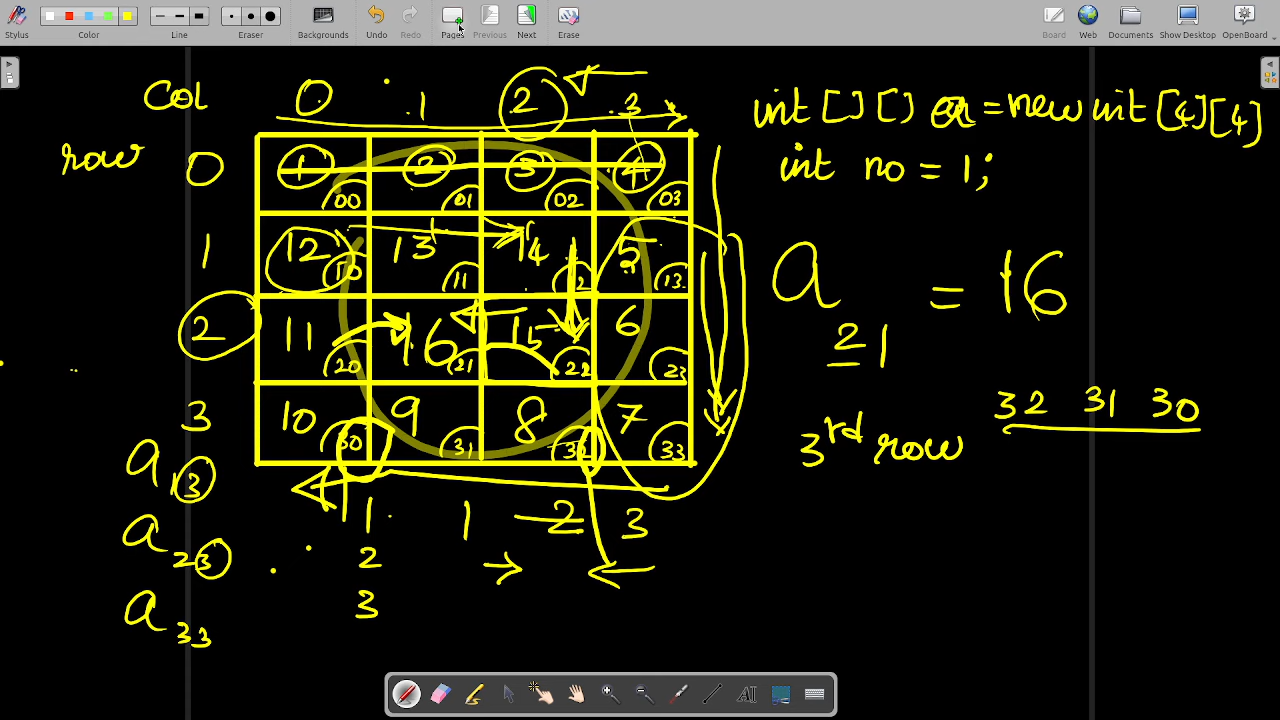 Stylus Color Line Eraser Backgrounds Undo Redo Pages Previous Next Erase Board Web Documents Show Desktop OpenBoard
Col 0 1 2 3
row
0 1 00 2 01 3 02 4 03
1 12 10 13 11 14 12 5 13
2 11 20 16 21 15 22 6 23
3 10 30 9 31 8 32 7 33
1 1 2 3
2
3
a13
a23
a33
int [ ] [ ] a = new int [4] [4]
int no = 1;
a21 = 16
3rd row
32 31 30
AI